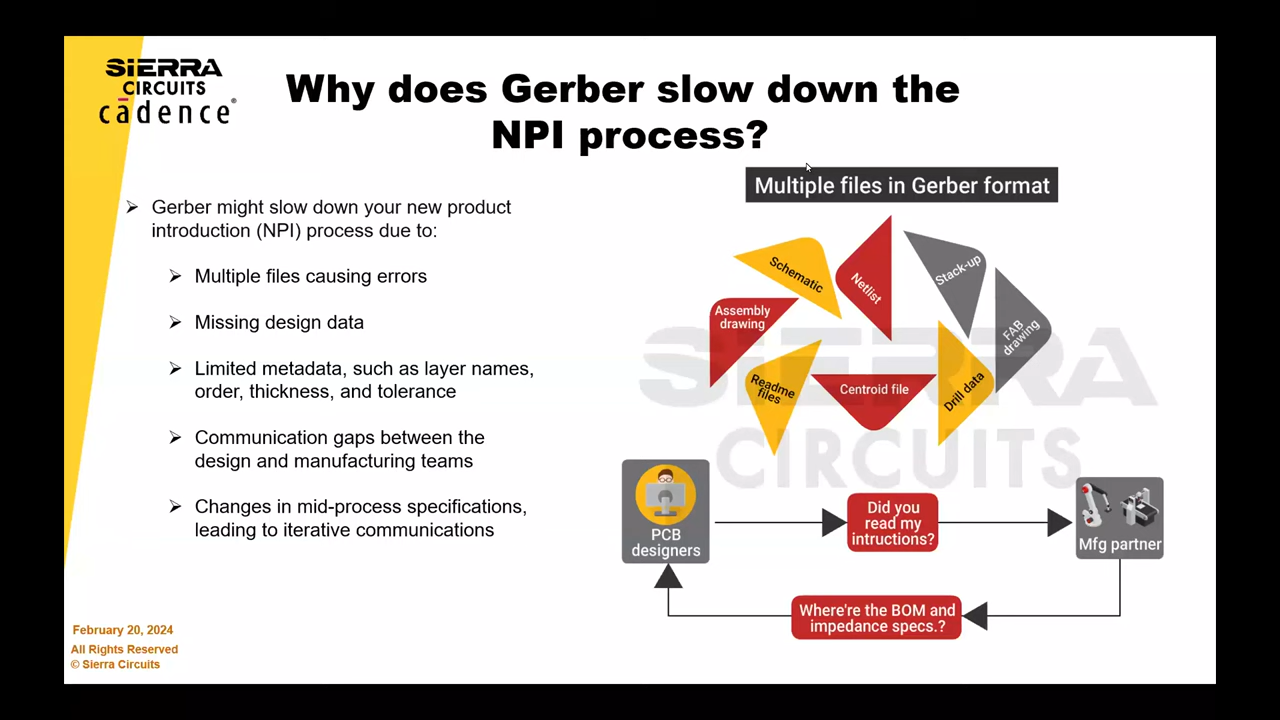 SiERRA
CIRCUITS
cādence®
Why does Gerber slow down the
NPI process?
Multiple files in Gerber format
➢ Gerber might slow down your new product
introduction (NPI) process due to:
➢ Multiple files causing errors
➢ Missing design data
➢ Limited metadata, such as layer names,
order, thickness, and tolerance
➢ Communication gaps between the
design and manufacturing teams
➢ Changes in mid-process specifications,
leading to iterative communications
Schematic
Netlist
Stack-up
Assembly
drawing
FAB
drawing
Readme
files
Centroid file
Drill data
SiERRA
CIRCUITS
PCB
designers
Did you
read my
intructions?
Mfg partner
Where're the BOM and
impedance specs.?
February 20, 2024
All Rights Reserved
© Sierra Circuits